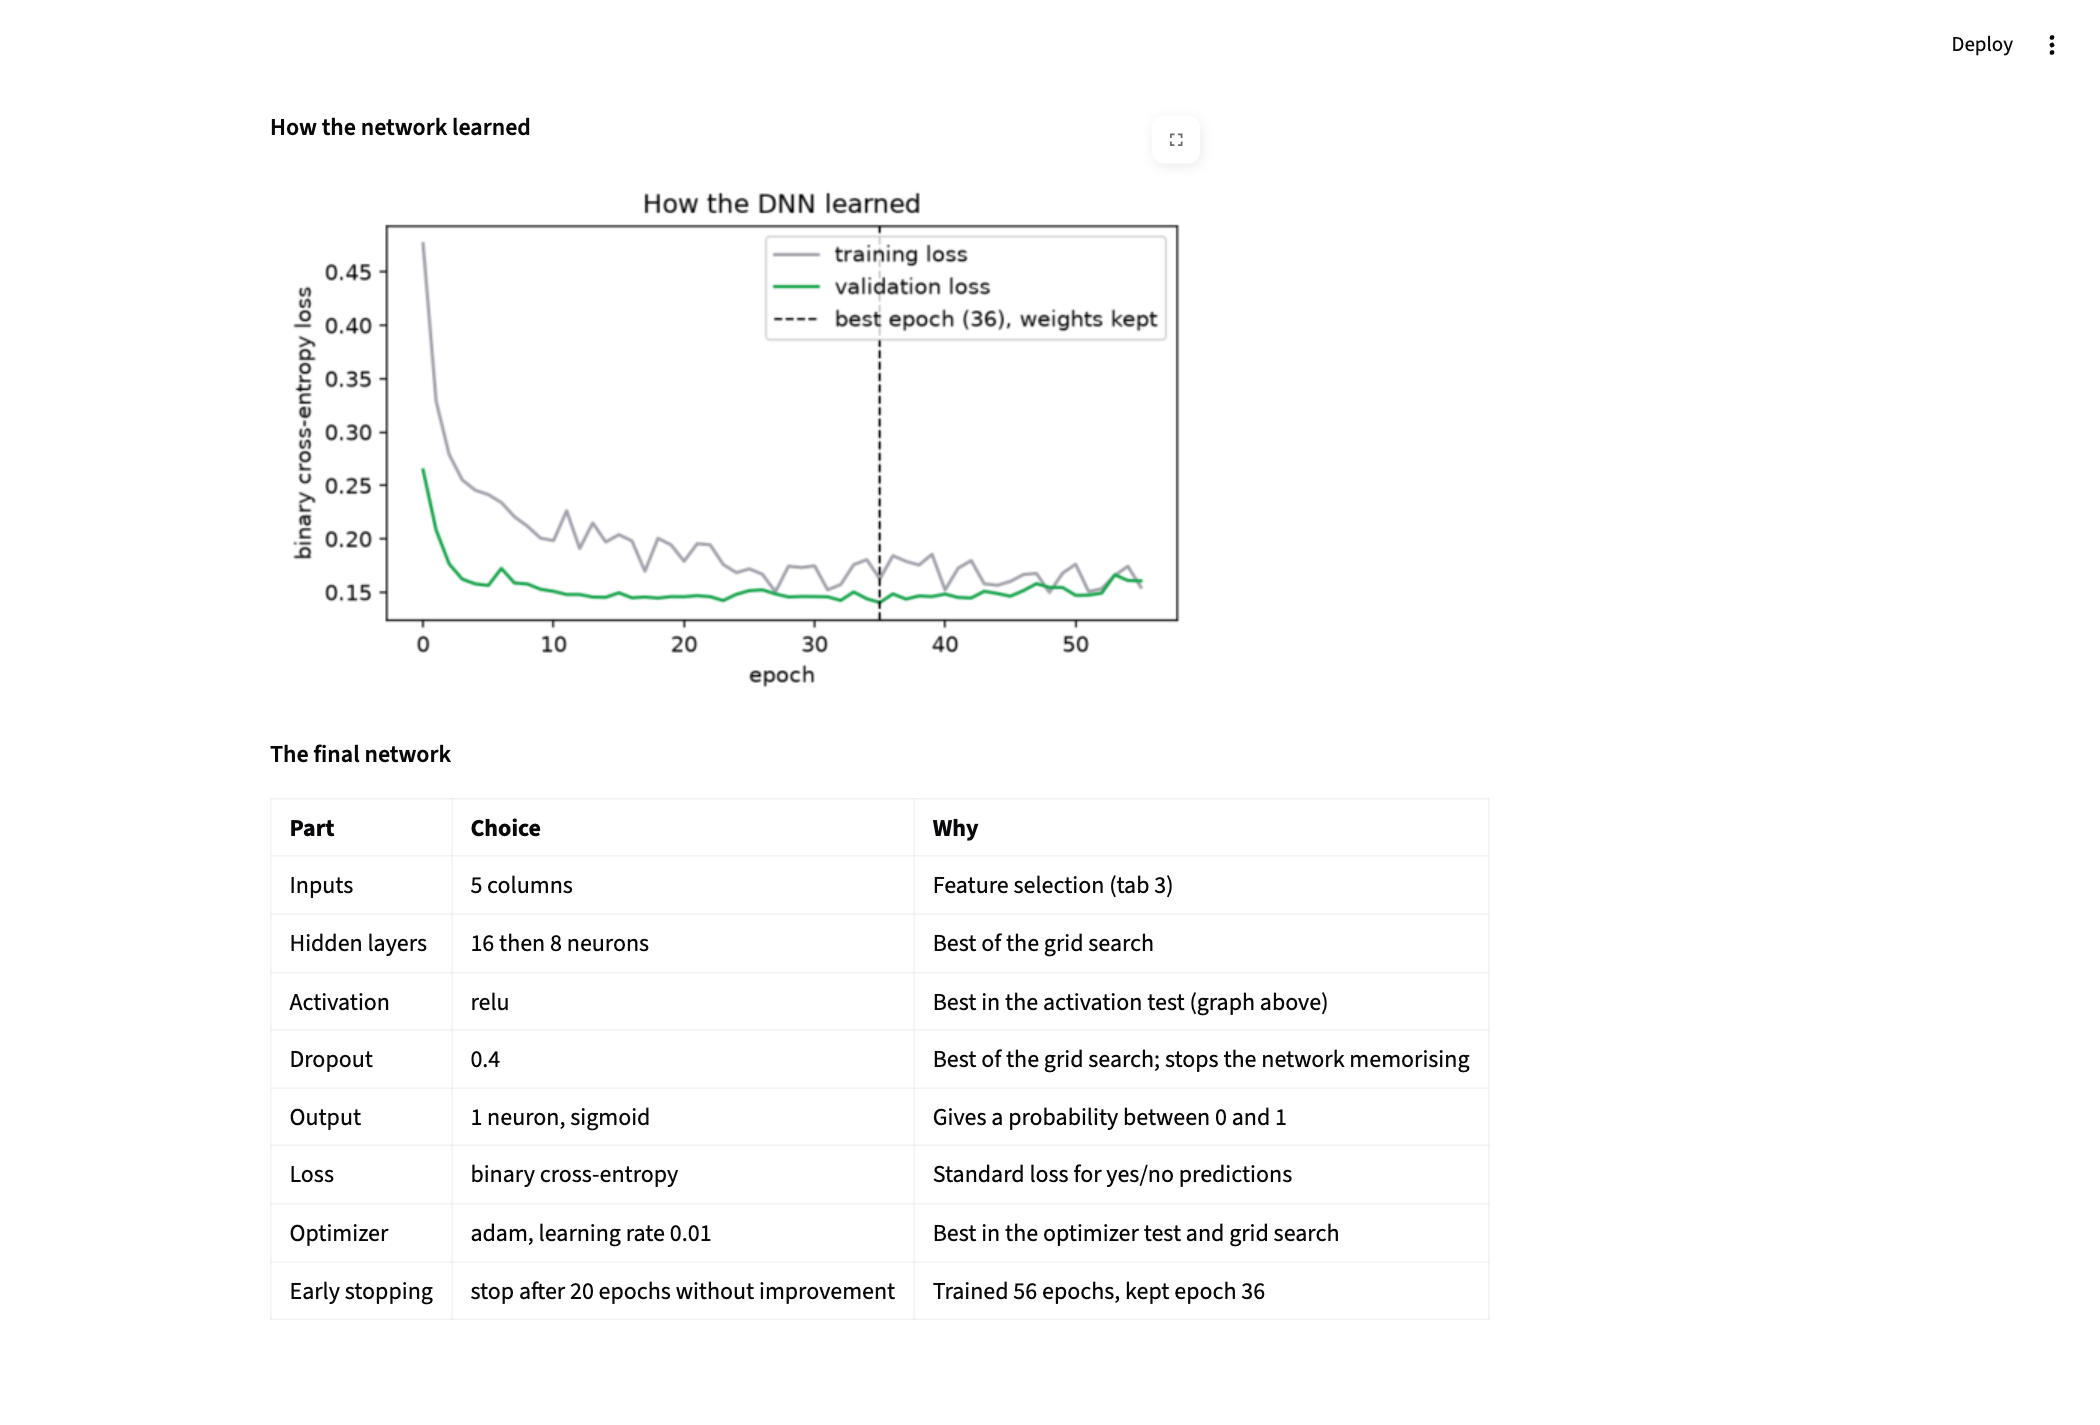 Deploy
How the network learned
How the DNN learned
training loss
validation loss
best epoch (36), weights kept
binary cross-entropy loss
0.45
0.40
0.35
0.30
0.25
0.20
0.15
0 10 20 30 40 50
epoch
The final network
Part Choice Why
Inputs 5 columns Feature selection (tab 3)
Hidden layers 16 then 8 neurons Best of the grid search
Activation relu Best in the activation test (graph above)
Dropout 0.4 Best of the grid search; stops the network memorising
Output 1 neuron, sigmoid Gives a probability between 0 and 1
Loss binary cross-entropy Standard loss for yes/no predictions
Optimizer adam, learning rate 0.01 Best in the optimizer test and grid search
Early stopping stop after 20 epochs without improvement Trained 56 epochs, kept epoch 36